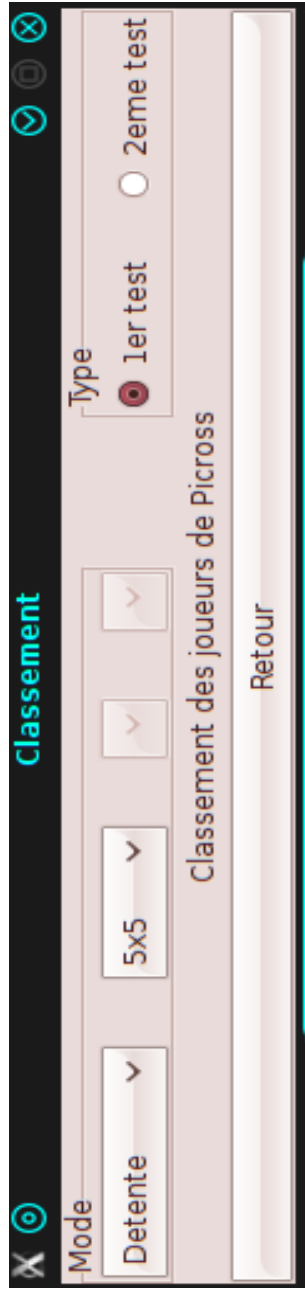 Classement
Mode
Type
Detente
5x5
1er test
2eme test
Classement des joueurs de Picross
Retour